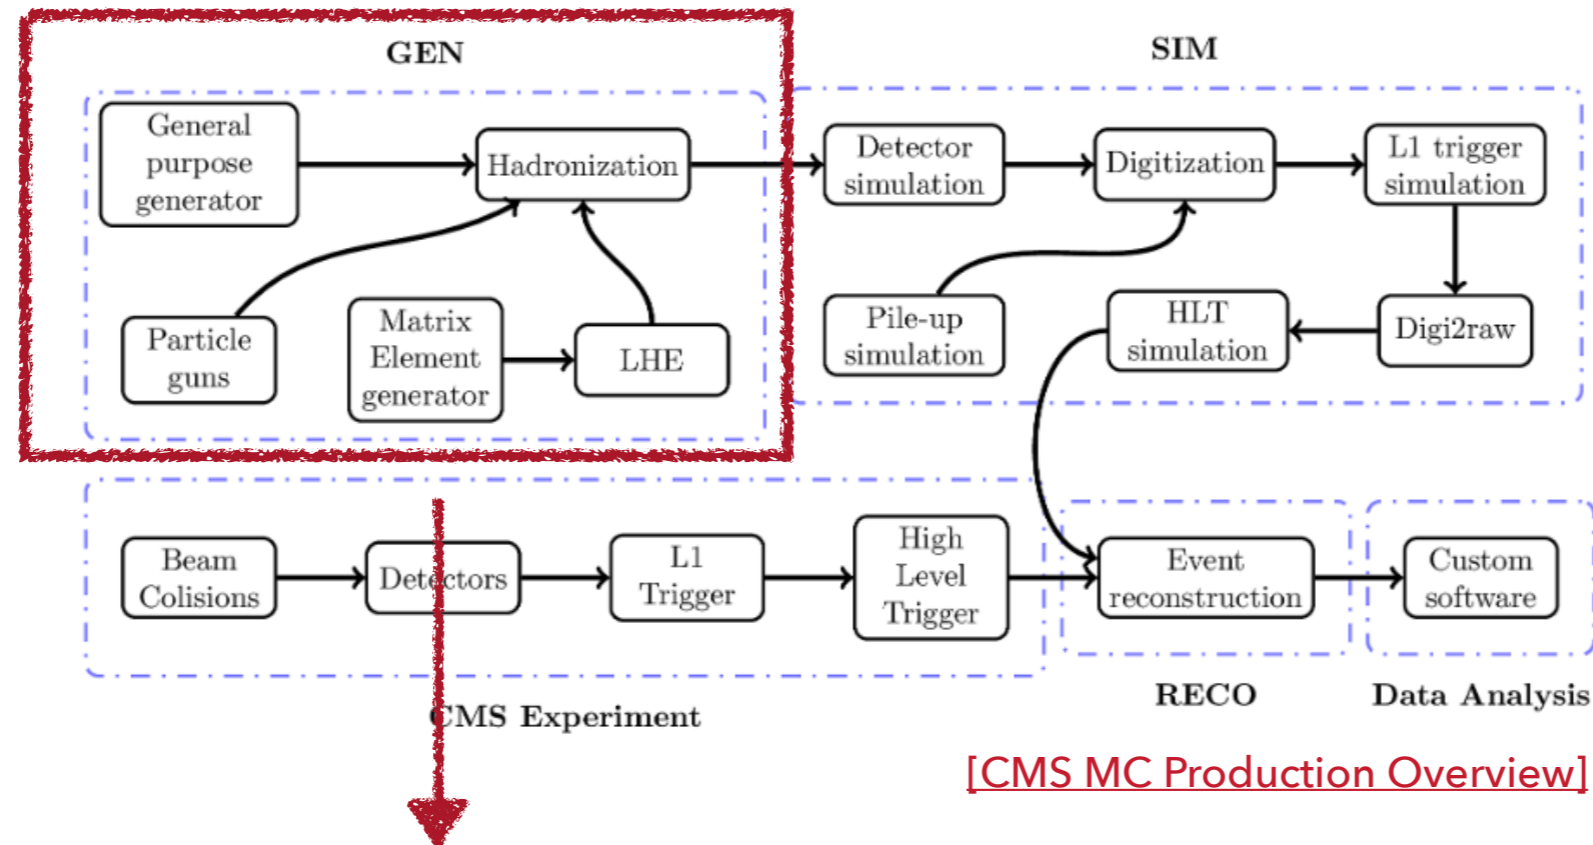 GEN
General
purpose
generator
Hadronization
Particle
guns
Matrix
Element
generator
LHE
SIM
Detector
simulation
Digitization
L1 trigger
simulation
Pile-up
simulation
HLT
simulation
Digi2raw
Beam
Colisions
Detectors
L1
Trigger
High
Level
Trigger
CMS Experiment
Event
reconstruction
RECO
Custom
software
Data Analysis
[CMS MC Production Overview]